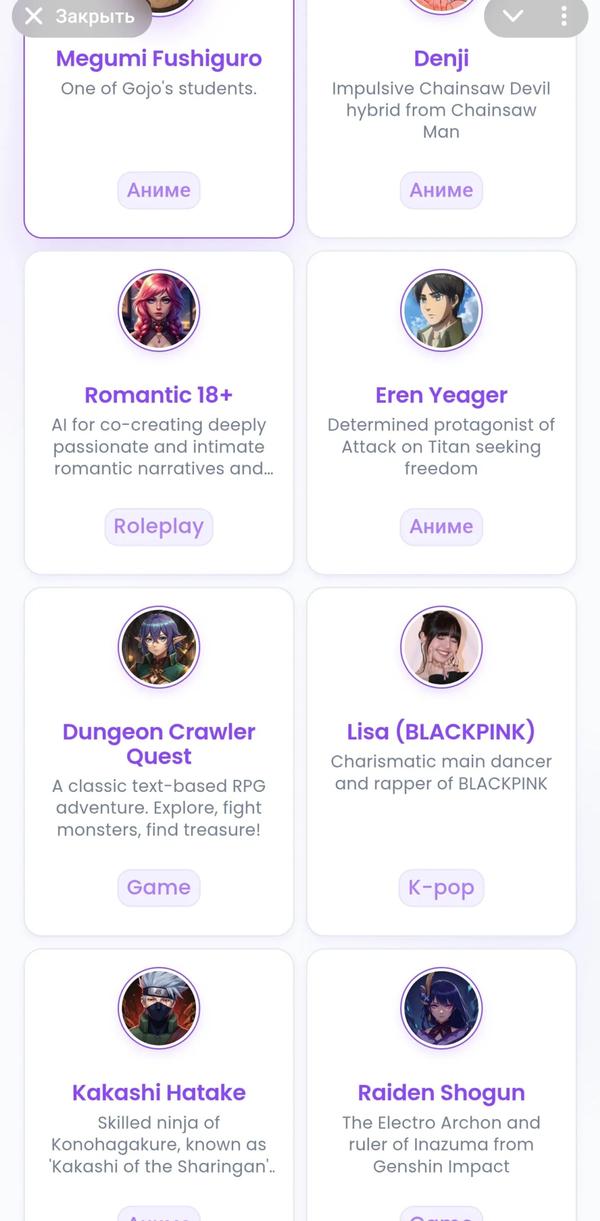 Закрыть
Megumi Fushiguro
One of Gojo's students.
Аниме
Denji
Impulsive Chainsaw Devil
hybrid from Chainsaw
Man
Аниме
Romantic 18+
AI for co-creating deeply
passionate and intimate
romantic narratives and...
Roleplay
Eren Yeager
Determined protagonist of
Attack on Titan seeking
freedom
Аниме
Dungeon Crawler
Quest
A classic text-based RPG
adventure. Explore, fight
monsters, find treasure!
Game
Lisa (BLACKPINK)
Charismatic main dancer
and rapper of BLACKPINK
K-pop
Kakashi Hatake
Skilled ninja of
Konohagakure, known as
'Kakashi of the Sharingan'..
Аниме
Raiden Shogun
The Electro Archon and
ruler of Inazuma from
Genshin Impact
Game